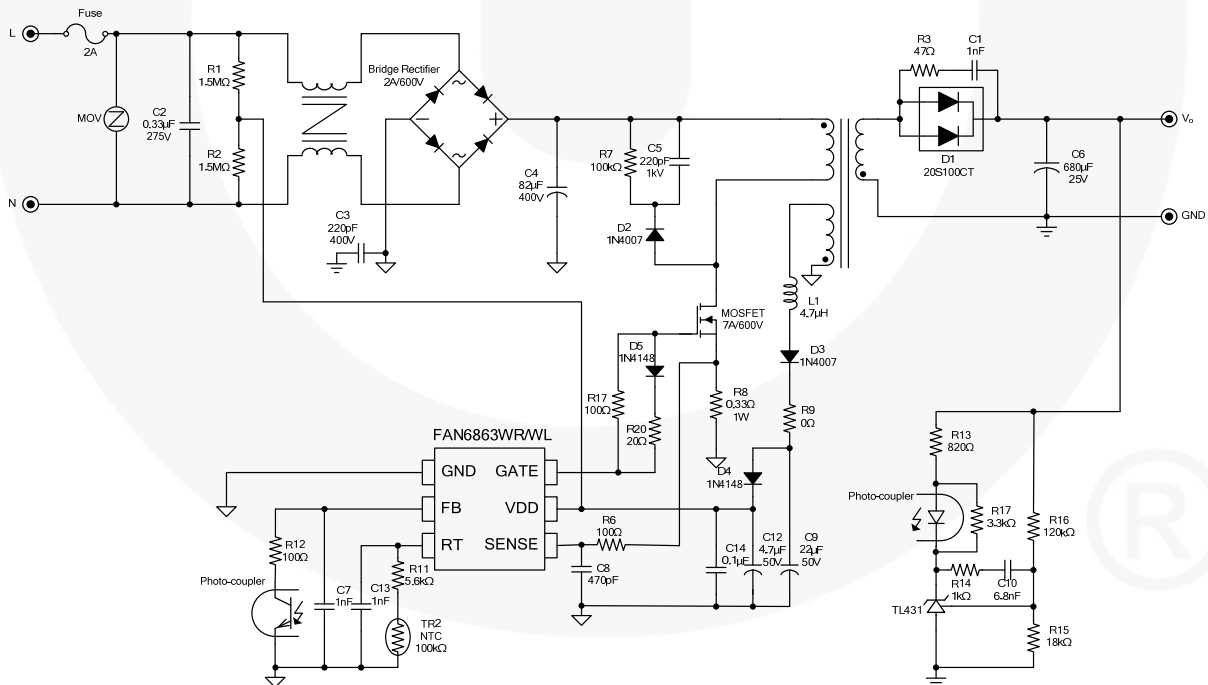 Fuse
2A
L
N
MOV
C2
0.33µF
275V
R1
1.5MΩ
R2
1.5MΩ
Bridge Rectifier
2A/600V
~
~
−
+
C3
220pF
400V
C4
82µF
400V
R7
100kΩ
C5
220pF
1kV
D2
1N4007
MOSFET
7A/600V
R3
47Ω
C1
1nF
D1
20S100CT
C6
680µF
25V
Vo
GND
L1
4.7µH
D3
1N4007
R9
0Ω
D5
1N4148
R17
100Ω
R20
20Ω
R8
0.33Ω
1W
D4
1N4148
FAN6863WR/WL
GND
GATE
FB
VDD
RT
SENSE
R6
100Ω
C8
470pF
C14
0.1µF
C12
4.7µF
50V
C9
22µF
50V
R12
100Ω
Photo-coupler
C7
1nF
C13
1nF
R11
5.6kΩ
TR2
NTC
100kΩ
R13
820Ω
Photo-coupler
R17
3.3kΩ
R16
120kΩ
R14
1kΩ
C10
6.8nF
TL431
R15
18kΩ
®